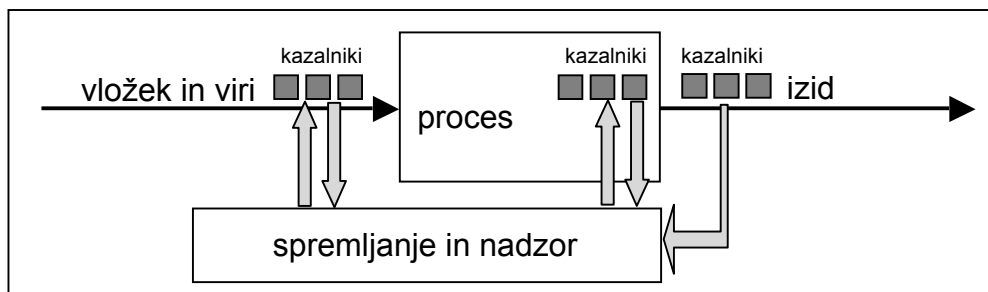 kazalniki
kazalniki
kazalniki
vložek in viri
izid
proces
spremljanje in nadzor